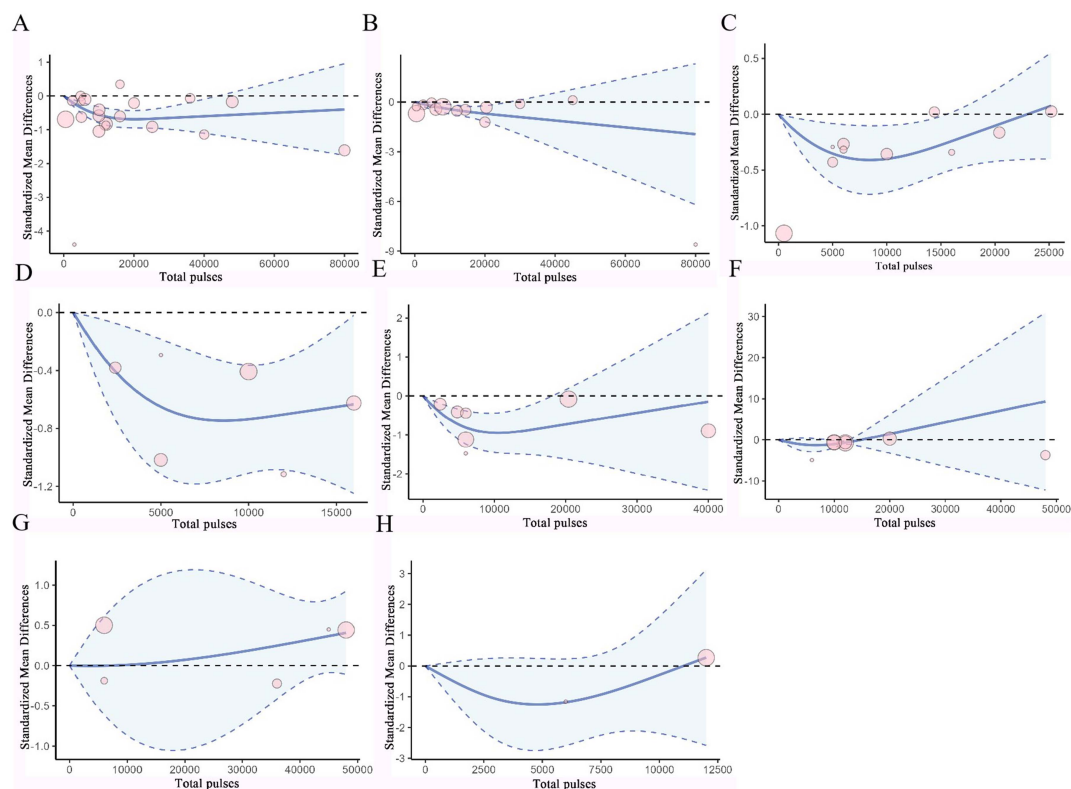 A
Standardized Mean Differences
1
0
-1
-2
-3
-4
0 20000 40000 60000 80000
Total pulses
B
Standardized Mean Differences
0
-3
-6
-9
0 20000 40000 60000 80000
Total pulses
C
Standardized Mean Differences
0.5
0.0
-0.5
-1.0
0 5000 10000 15000 20000 25000
Total pulses
D
Standardized Mean Differences
0.0
-0.4
-0.8
-1.2
0 5000 10000 15000
Total pulses
E
Standardized Mean Differences
2
1
0
-1
-2
0 10000 20000 30000 40000
Total pulses
F
Standardized Mean Differences
30
20
10
0
-10
0 10000 20000 30000 40000 50000
Total pulses
G
Standardized Mean Differences
1.0
0.5
0.0
-0.5
-1.0
0 10000 20000 30000 40000 50000
Total pulses
H
Standardized Mean Differences
3
2
1
0
-1
-2
-3
0 2500 5000 7500 10000 12500
Total pulses